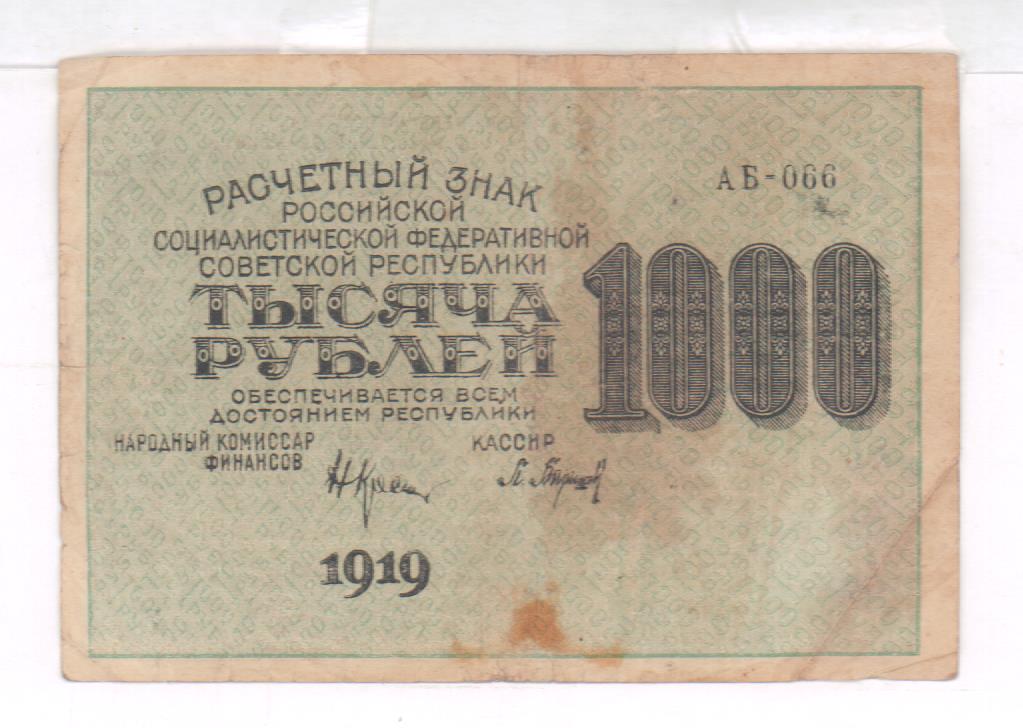 РАСЧЕТНЫЙ ЗНАК
РОССИЙСКОЙ
СОЦИАЛИСТИЧЕСКОЙ ФЕДЕРАТИВНОЙ
СОВЕТСКОЙ РЕСПУБЛИКИ
ТЫСЯЧА
РУБЛЕЙ
ОБЕСПЕЧИВАЕТСЯ ВСЕМ
ДОСТОЯНИЕМ РЕСПУБЛИКИ
НАРОДНЫЙ КОМИССАР
ФИНАНСОВ
КАССИР
1919
АБ-066
1000